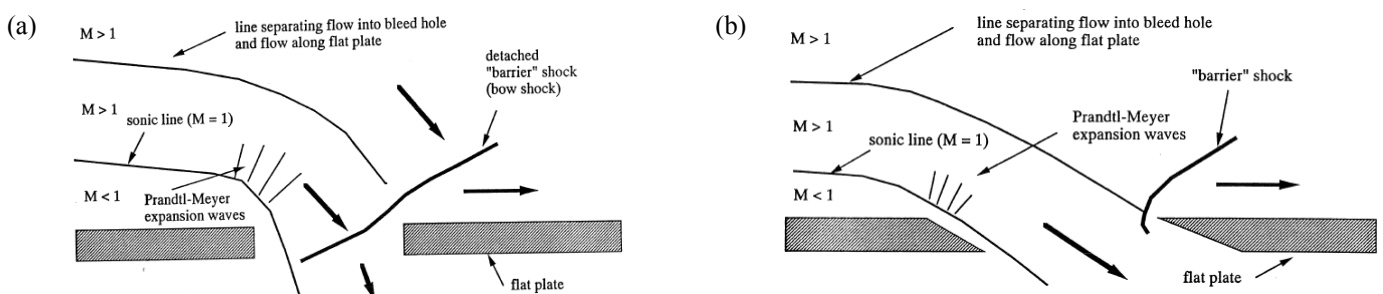 (a)
M > 1
line separating flow into bleed hole
and flow along flat plate
detached
"barrier" shock
(bow shock)
M > 1
sonic line (M = 1)
M < 1
Prandtl-Meyer
expansion waves
flat plate
(b)
M > 1
line separating flow into bleed hole
and flow along flat plate
"barrier" shock
M > 1
Prandtl-Meyer
expansion waves
sonic line (M = 1)
M < 1
flat plate